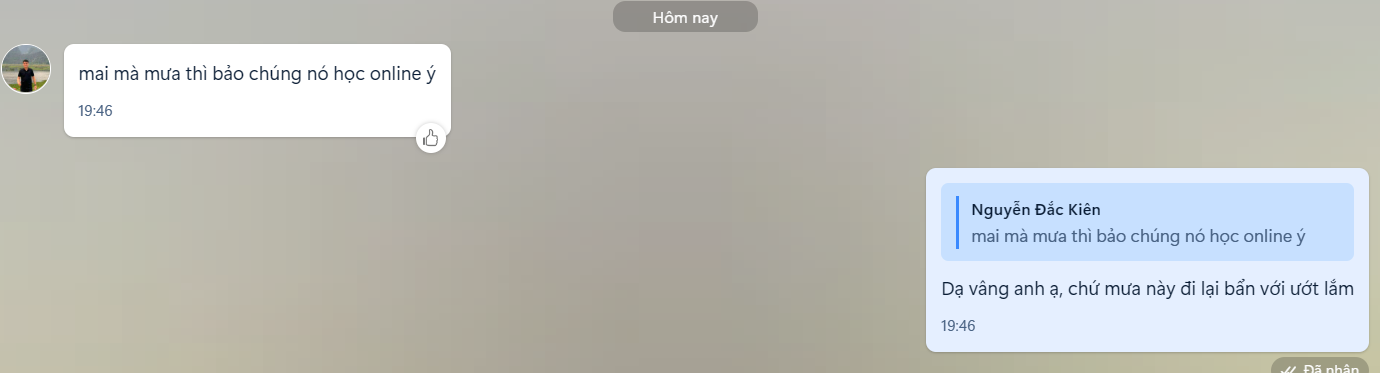 Hôm nay
mai mà mưa thì bảo chúng nó học online ý
19:46
Nguyễn Đắc Kiên
mai mà mưa thì bảo chúng nó học online ý
Dạ vâng anh ạ, chứ mưa này đi lại bẩn với ướt lắm
19:46
Đã nhận